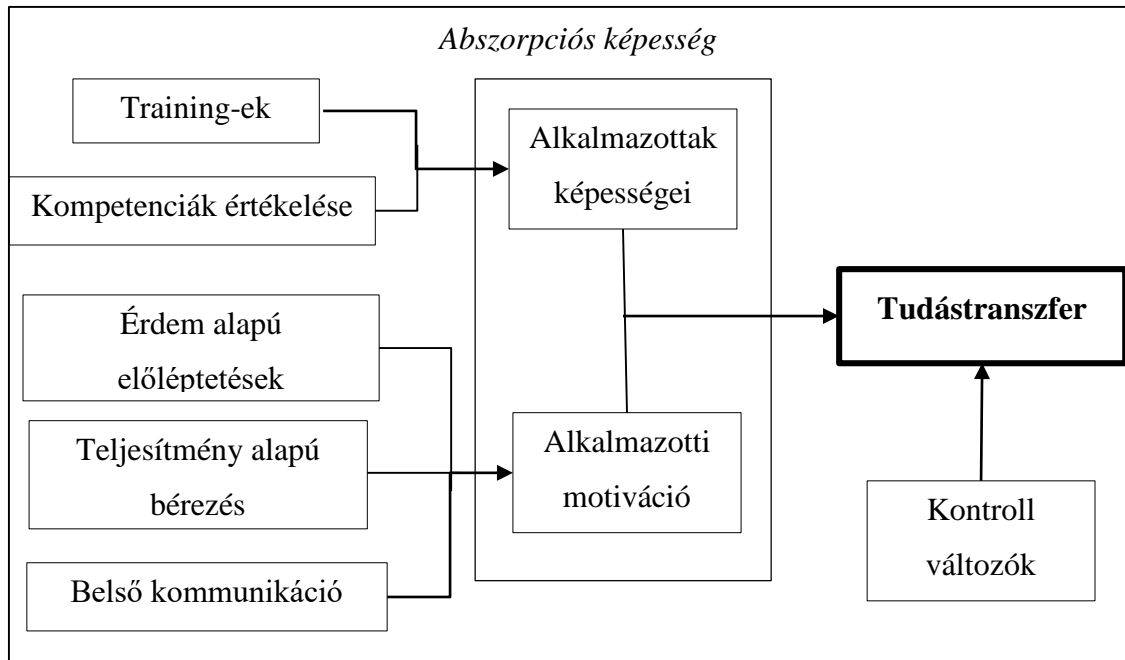 Abszorpciós képesség
Training-ek
Kompetenciák értékelése
Érdem alapú
előléptetések
Teljesítmény alapú
bérezés
Belső kommunikáció
Alkalmazottak
képességei
Alkalmazotti
motiváció
Tudástranszfer
Kontroll
változók